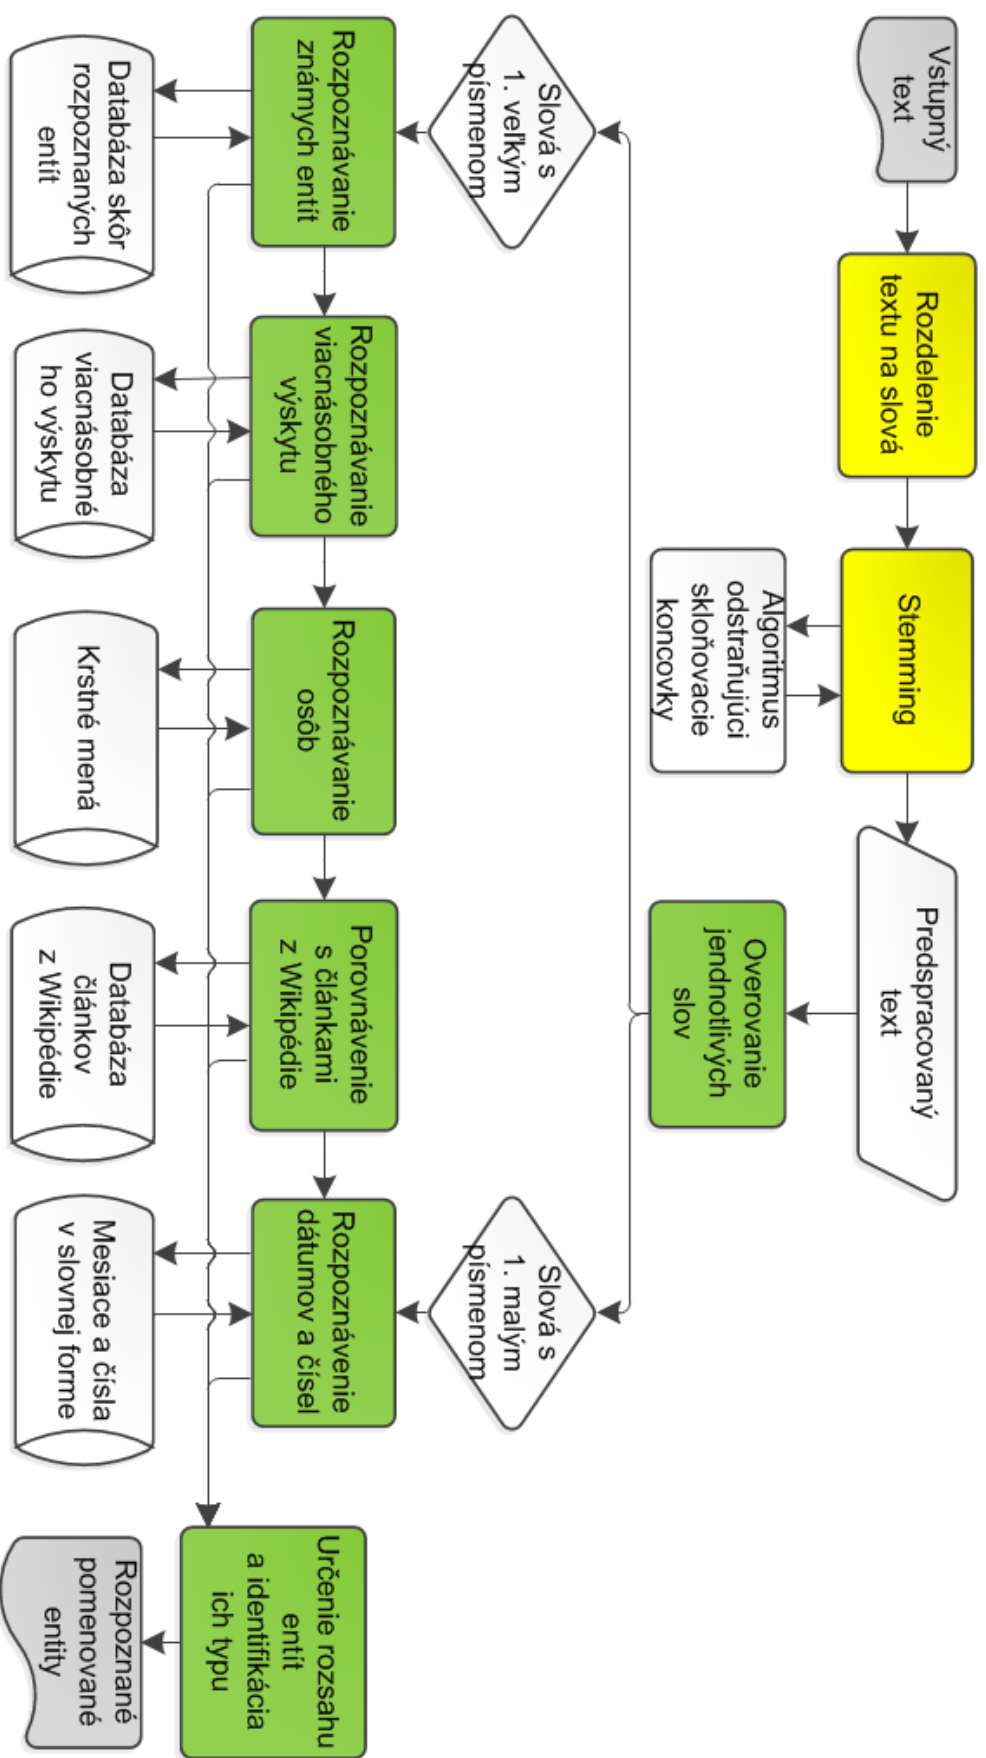 Vstupný
text
Rozdelenie
textu na slová
Stemming
Predspracovaný
text
Algoritmus
odstraňujúci
skloňovacie
koncovky
Overovanie
jendnotlivých
slov
Slová s
1. veľkým
písmenom
Slová s
1. malým
písmenom
Rozpoznávanie
známych entít
Rozpoznávanie
viacnásobného
výskytu
Rozpoznávanie
osôb
Porovnávenie
s článkami
z Wikipédie
Rozpoznávenie
dátumov a čísel
Určenie rozsahu
entít
a identifikácia
ich typu
Databáza skôr
rozpoznaných
entít
Databáza
viacnásobné
ho výskytu
Krstné mená
Databáza
článkov
z Wikipédie
Mesiace a čísla
v slovnej forme
Rozpoznané
pomenované
entity